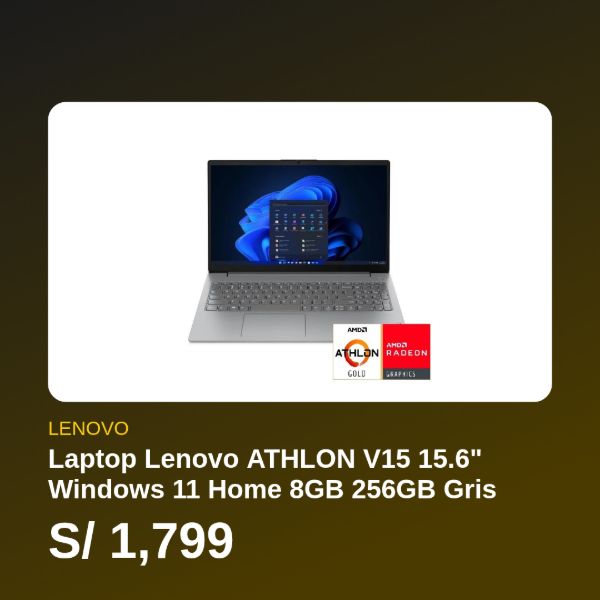 AMD
ATHLON
GOLD
AMD
RADEON
GRAPHICS
LENOVO
Laptop Lenovo ATHLON V15 15.6"
Windows 11 Home 8GB 256GB Gris
S/ 1,799